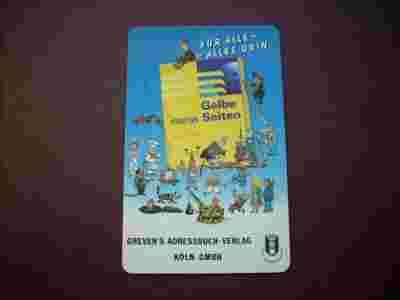 FÜR ALLE -
ALLES DRIN
Gelbe
Seiten
GREVEN'S ADRESSBUCH-VERLAG
KÖLN GMBH